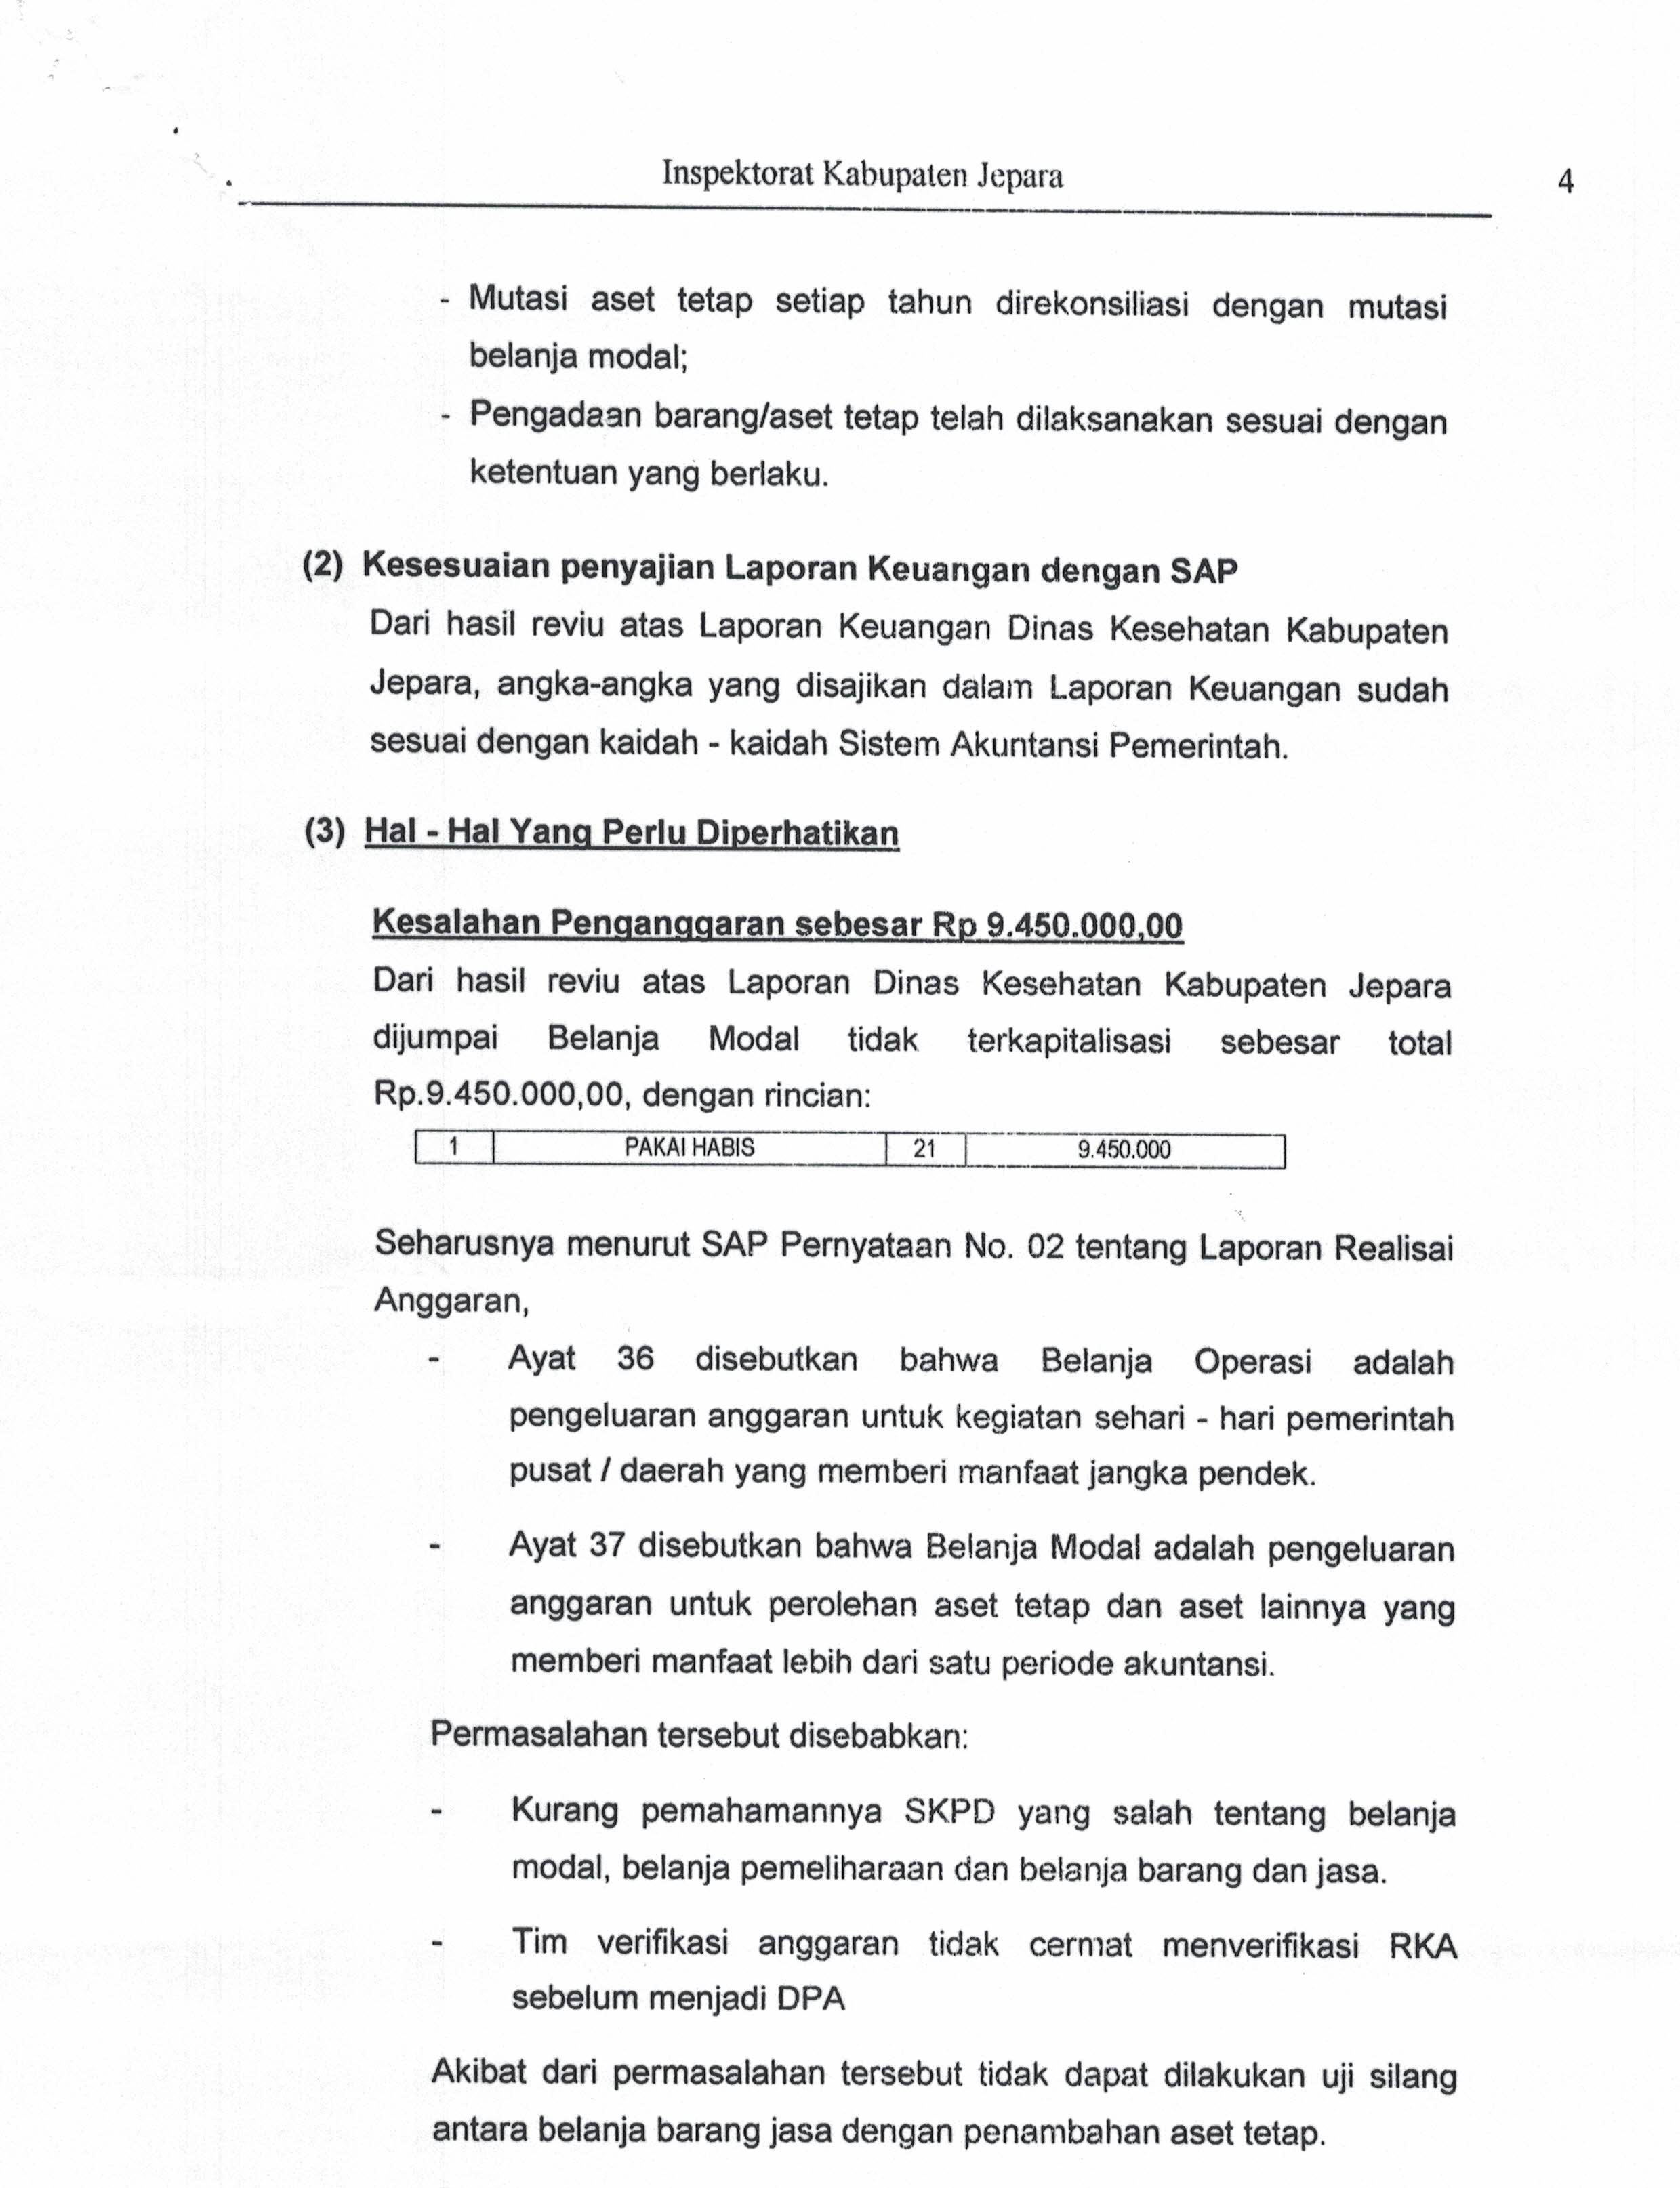 Inspektorat Kabupaten Jepara
4
- Mutasi aset tetap setiap tahun direkonsiliasi dengan mutasi
belanja modal;
- Pengadaan barang/aset tetap telah dilaksanakan sesuai dengan
ketentuan yang berlaku.
(2) Kesesuaian penyajian Laporan Keuangan dengan SAP
Dari hasil reviu atas Laporan Keuangan Dinas Kesehatan Kabupaten
Jepara, angka-angka yang disajikan dalam Laporan Keuangan sudah
sesuai dengan kaidah - kaidah Sistem Akuntansi Pemerintah.
(3) Hal - Hal Yang Perlu Diperhatikan
Kesalahan Penganggaran sebesar Rp 9.450.000,00
Dari hasil reviu atas Laporan Dinas Kesehatan Kabupaten Jepara
dijumpai Belanja Modal tidak terkapitalisasi sebesar total
Rp.9.450.000,00, dengan rincian:
1 PAKAI HABIS 21 9.450.000
Seharusnya menurut SAP Pernyataan No. 02 tentang Laporan Realisai
Anggaran,
- Ayat 36 disebutkan bahwa Belanja Operasi adalah
pengeluaran anggaran untuk kegiatan sehari - hari pemerintah
pusat / daerah yang memberi manfaat jangka pendek.
- Ayat 37 disebutkan bahwa Belanja Modal adalah pengeluaran
anggaran untuk perolehan aset tetap dan aset lainnya yang
memberi manfaat lebih dari satu periode akuntansi.
Permasalahan tersebut disebabkan:
- Kurang pemahamannya SKPD yang salah tentang belanja
modal, belanja pemeliharaan dan belanja barang dan jasa.
- Tim verifikasi anggaran tidak cermat menverifikasi RKA
sebelum menjadi DPA
Akibat dari permasalahan tersebut tidak dapat dilakukan uji silang
antara belanja barang jasa dengan penambahan aset tetap.